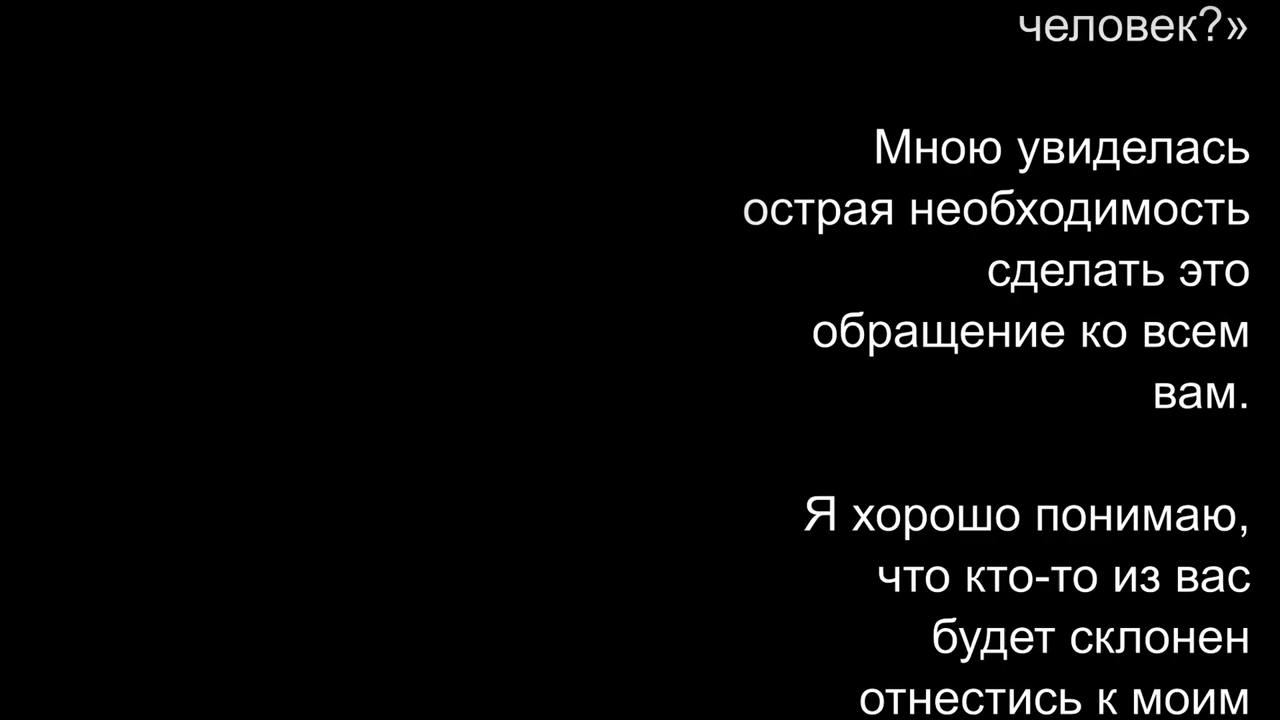 человек?»
Мною увиделась
острая необходимость
сделать это
обращение ко всем
вам.
Я хорошо понимаю,
что кто-то из вас
будет склонен
отнестись к моим